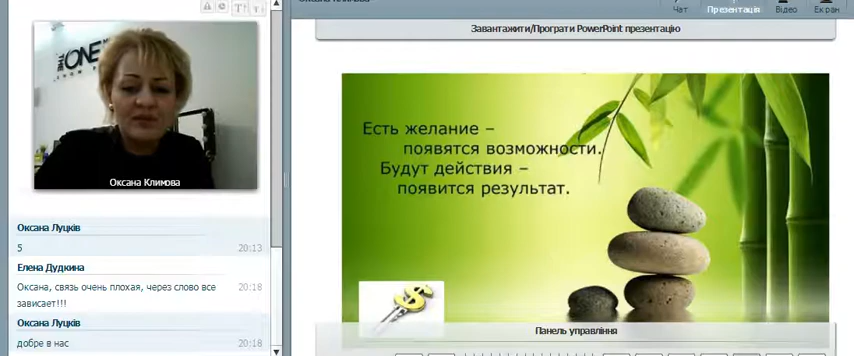 Чат
Презентація
Відео
Екран
Завантажити/Програти PowerPoint презентацію
THE ONE
Оксана Климова
Есть желание –
появятся возможности.
Будут действия –
появится результат.
Оксана Луцків
5 20:13
Елена Дудкина
Оксана, связь очень плохая, через слово все 20:18
зависает!!!
Оксана Луцків
добре в нас 20:18
Панель управління